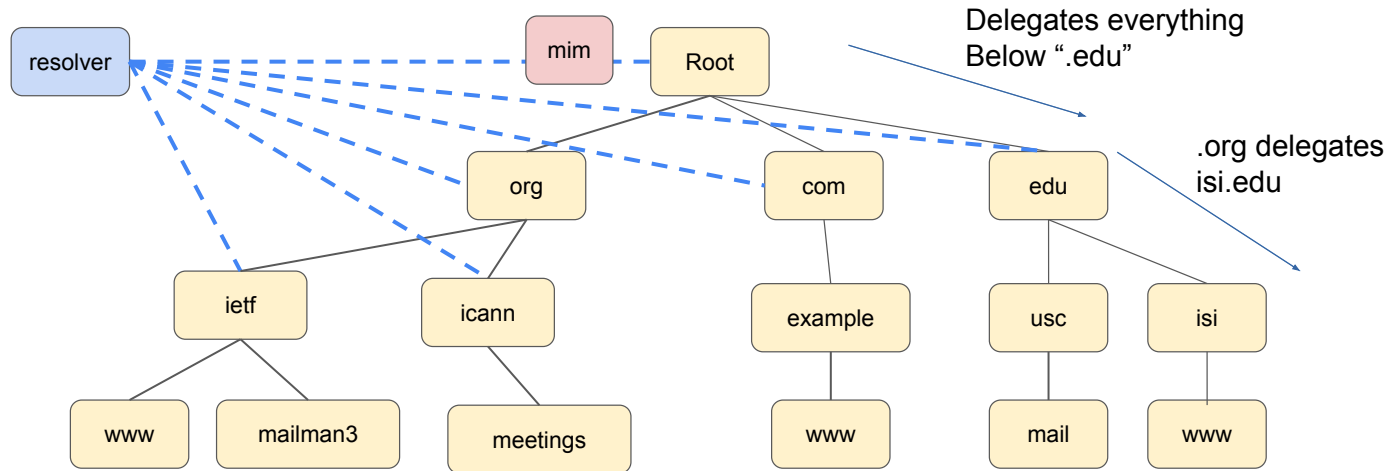 Delegates everything
Below “.edu”
resolver
mim
Root
.org delegates
isi.edu
org
com
edu
ietf
icann
example
usc
isi
www
mailman3
meetings
www
mail
www